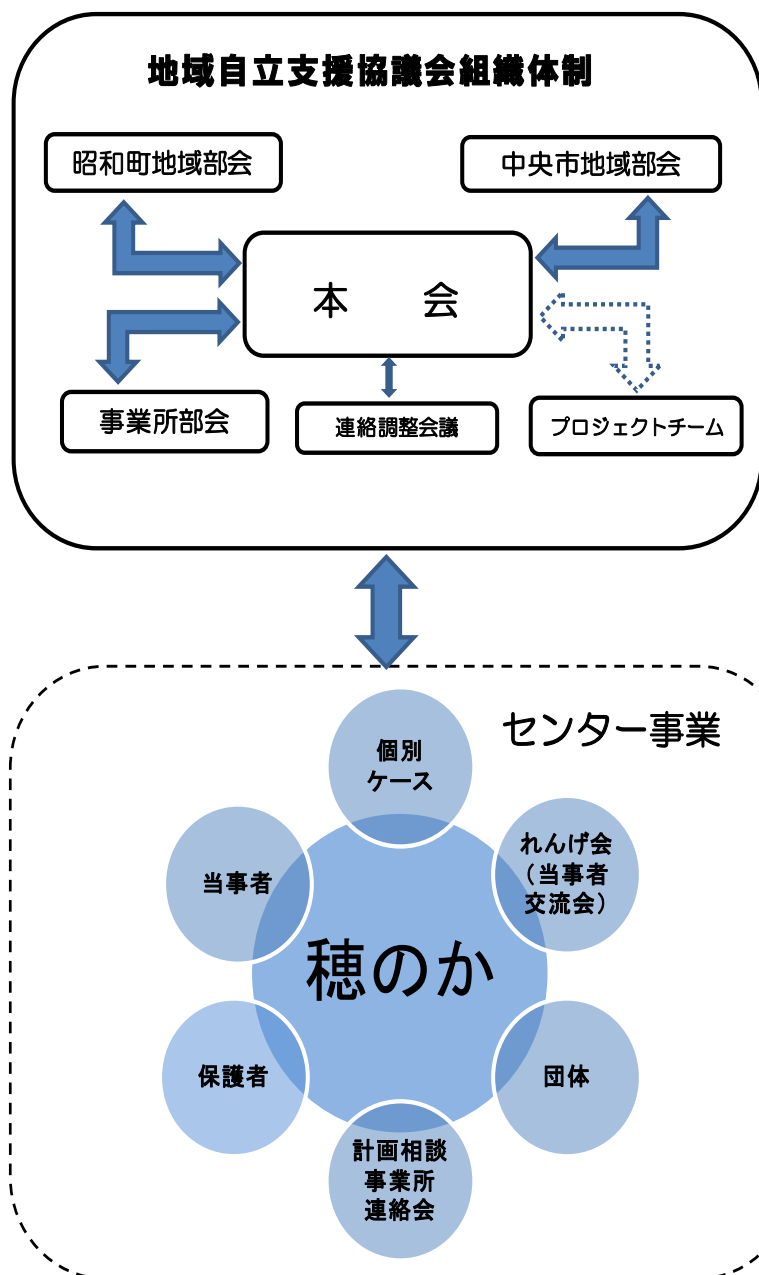 地域自立支援協議会組織体制
昭和町地域部会
中央市地域部会
本　会
事業所部会
連絡調整会議
プロジェクトチーム
センター事業
個別
ケース
れんげ会
（当事者
交流会）
当事者
穂のか
保護者
団体
計画相談
事業所
連絡会